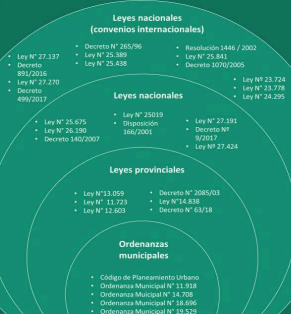 Leyes nacionales
(convenios internacionales)
• Ley N° 27.137
• Decreto
891/2016
• Ley N° 27.270
• Decreto
499/2017
• Decreto N° 265/96
• Ley N° 25.389
• Ley N° 25.438
• Resolución 1446 / 2002
• Ley N° 25.841
• Decreto 1070/2005
• Ley Nº 23.724
• Ley N° 23.778
• Ley N° 24.295
Leyes nacionales
• Ley N° 25.675
• Ley N° 26.190
• Decreto 140/2007
• Ley N° 25019
• Disposición
166/2001
• Ley N° 27.191
• Decreto Nº
9/2017
• Ley Nº 27.424
Leyes provinciales
• Ley N°13.059
• Ley N° 11.723
• Ley N° 12.603
• Decreto N° 2085/03
• Ley N°14.838
• Decreto N° 63/18
Ordenanzas
municipales
• Código de Planeamiento Urbano
• Ordenanza Municipal N° 11.918
• Ordenanza Muicipal N° 14.708
• Ordenanza Municipal N° 18.696
• Ordenanza Municipal N° 19.529